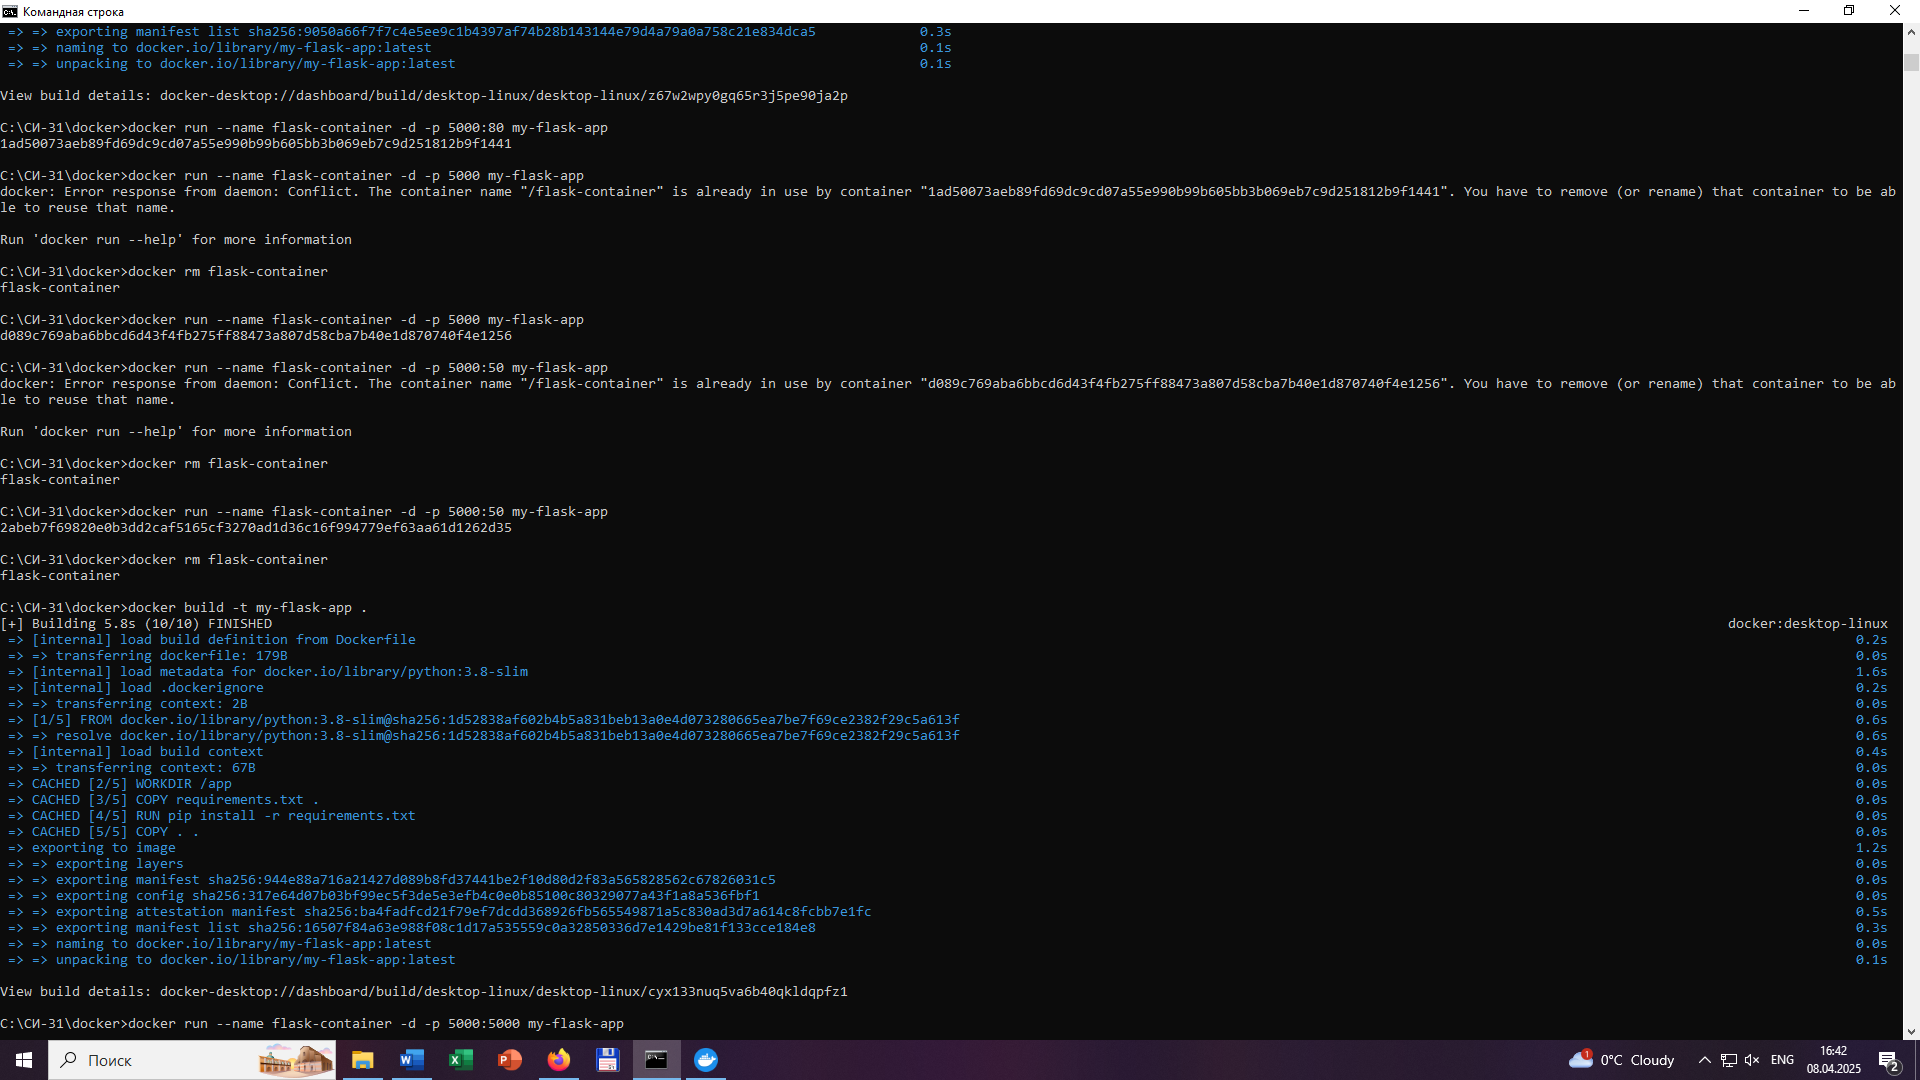 Командная строка
=> => exporting manifest list sha256:9050a66f7f7c4e5ee9c1b4397af74b28b143144e79d4a79a0a758c21e834dca5 0.3s
=> => naming to docker.io/library/my-flask-app:latest 0.1s
=> => unpacking to docker.io/library/my-flask-app:latest 0.1s
View build details: docker-desktop://dashboard/build/desktop-linux/desktop-linux/z67w2wpy0gq65r3j5pe90ja2p
C:\СИ-31\docker>docker run --name flask-container -d -p 5000:80 my-flask-app
1ad50073aeb89fd69dc9cd07a55e990b99b605bb3b069eb7c9d251812b9f1441
C:\СИ-31\docker>docker run --name flask-container -d -p 5000 my-flask-app
docker: Error response from daemon: Conflict. The container name "/flask-container" is already in use by container "1ad50073aeb89fd69dc9cd07a55e990b99b605bb3b069eb7c9d251812b9f1441". You have to remove (or rename) that container to be ab
le to reuse that name.
Run 'docker run --help' for more information
C:\СИ-31\docker>docker rm flask-container
flask-container
C:\СИ-31\docker>docker run --name flask-container -d -p 5000 my-flask-app
d089c769aba6bbcd6d43f4fb275ff88473a807d58cba7b40e1d870740f4e1256
C:\СИ-31\docker>docker run --name flask-container -d -p 5000:50 my-flask-app
docker: Error response from daemon: Conflict. The container name "/flask-container" is already in use by container "d089c769aba6bbcd6d43f4fb275ff88473a807d58cba7b40e1d870740f4e1256". You have to remove (or rename) that container to be ab
le to reuse that name.
Run 'docker run --help' for more information
C:\СИ-31\docker>docker rm flask-container
flask-container
C:\СИ-31\docker>docker run --name flask-container -d -p 5000:50 my-flask-app
2abeb7f69820e0b3dd2caf5165cf3270ad1d36c16f994779ef63aa61d1262d35
C:\СИ-31\docker>docker rm flask-container
flask-container
C:\СИ-31\docker>docker build -t my-flask-app .
[+] Building 5.8s (10/10) FINISHED docker:desktop-linux
=> [internal] load build definition from Dockerfile 0.2s
=> => transferring dockerfile: 179B 0.0s
=> [internal] load metadata for docker.io/library/python:3.8-slim 1.6s
=> [internal] load .dockerignore 0.2s
=> => transferring context: 2B 0.0s
=> [1/5] FROM docker.io/library/python:3.8-slim@sha256:1d52838af602b4b5a831beb13a0e4d073280665ea7be7f69ce2382f29c5a613f 0.6s
=> => resolve docker.io/library/python:3.8-slim@sha256:1d52838af602b4b5a831beb13a0e4d073280665ea7be7f69ce2382f29c5a613f 0.6s
=> [internal] load build context 0.4s
=> => transferring context: 67B 0.0s
=> CACHED [2/5] WORKDIR /app 0.0s
=> CACHED [3/5] COPY requirements.txt . 0.0s
=> CACHED [4/5] RUN pip install -r requirements.txt 0.0s
=> CACHED [5/5] COPY . . 0.0s
=> exporting to image 1.2s
=> => exporting layers 0.0s
=> => exporting manifest sha256:944e88a716a21427d089b8fd37441be2f10d80d2f83a565828562c67826031c5 0.0s
=> => exporting config sha256:317e64d07b03bf99ec5f3de5e3efb4c0e0b85100c80329077a43f1a8a536fbf1 0.0s
=> => exporting attestation manifest sha256:ba4fadfcd21f79ef7dcdd368926fb565549871a5c830ad3d7a614c8fcbb7e1fc 0.5s
=> => exporting manifest list sha256:16507f84a63e988f08c1d17a535559c0a32850336d7e1429be81f133cce184e8 0.3s
=> => naming to docker.io/library/my-flask-app:latest 0.0s
=> => unpacking to docker.io/library/my-flask-app:latest 0.1s
View build details: docker-desktop://dashboard/build/desktop-linux/desktop-linux/cyx133nuq5va6b40qkldqpfz1
C:\СИ-31\docker>docker run --name flask-container -d -p 5000:5000 my-flask-app
Поиск
1
0°C Cloudy
ENG
16:42
08.04.2025
2